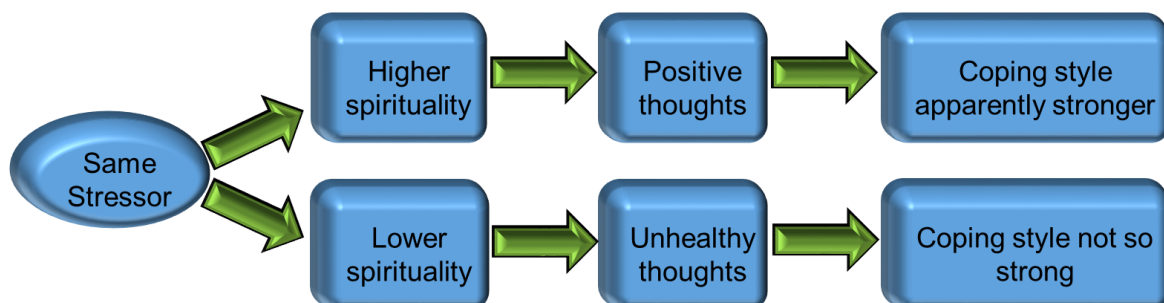 Same
Stressor
Higher
spirituality
Positive
thoughts
Coping style
apparently stronger
Lower
spirituality
Unhealthy
thoughts
Coping style not so
strong